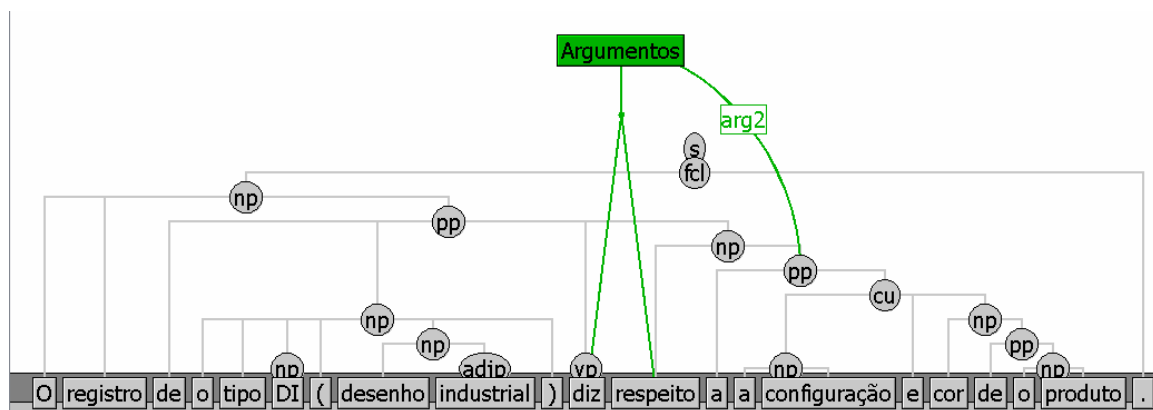 Argumentos
arg2
s
fcl
np
pp
np
pp
cu
np
np
np
pp
np
adjp
vp
np
np
O registro de o tipo DI ( desenho industrial ) diz respeito a a configuração e cor de o produto .